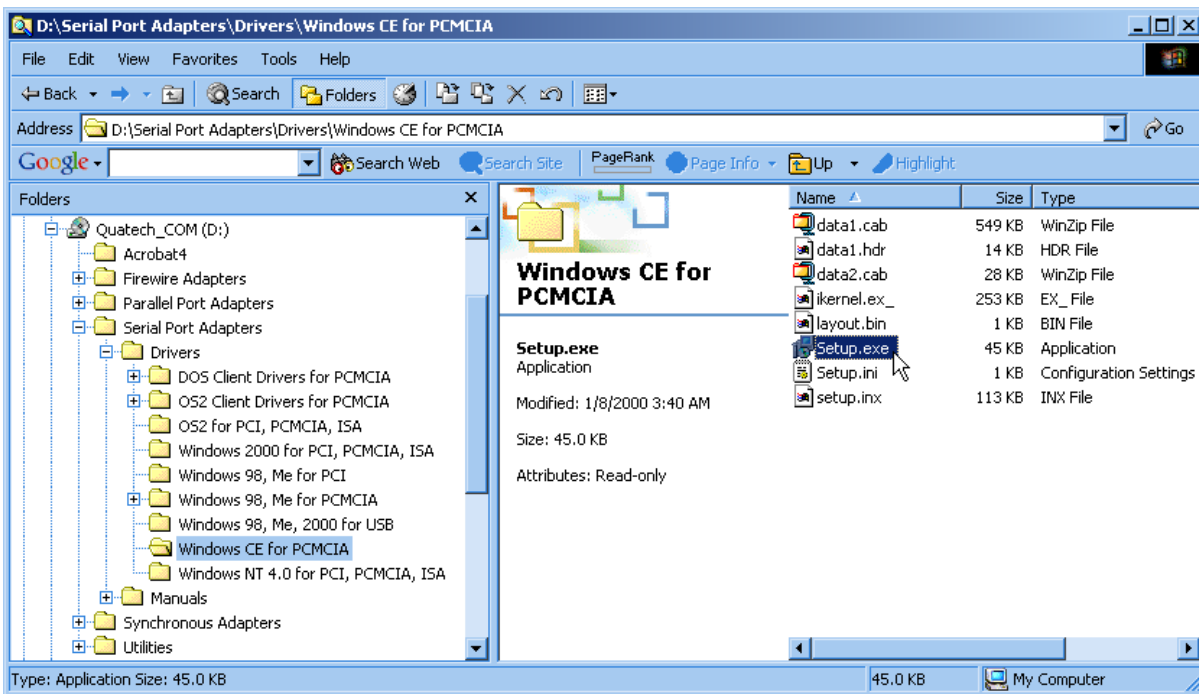 D:\Serial Port Adapters\Drivers\Windows CE for PCMCIA
File Edit View Favorites Tools Help
Back Search Folders
Address D:\Serial Port Adapters\Drivers\Windows CE for PCMCIA Go
Google Search Web Search Site PageRank Page Info Up Highlight
Folders
Quatech_COM (D:)
Acrobat4
Firewire Adapters
Parallel Port Adapters
Serial Port Adapters
Drivers
DOS Client Drivers for PCMCIA
OS2 Client Drivers for PCMCIA
OS2 for PCI, PCMCIA, ISA
Windows 2000 for PCI, PCMCIA, ISA
Windows 98, Me for PCI
Windows 98, Me for PCMCIA
Windows 98, Me, 2000 for USB
Windows CE for PCMCIA
Windows NT 4.0 for PCI, PCMCIA, ISA
Manuals
Synchronous Adapters
Utilities
Windows CE for
PCMCIA
Setup.exe
Application
Modified: 1/8/2000 3:40 AM
Size: 45.0 KB
Attributes: Read-only
Name Size Type
data1.cab 549 KB WinZip File
data1.hdr 14 KB HDR File
data2.cab 28 KB WinZip File
ikernel.ex_ 253 KB EX_ File
layout.bin 1 KB BIN File
Setup.exe 45 KB Application
Setup.ini 1 KB Configuration Settings
setup.inx 113 KB INX File
Type: Application Size: 45.0 KB 45.0 KB My Computer